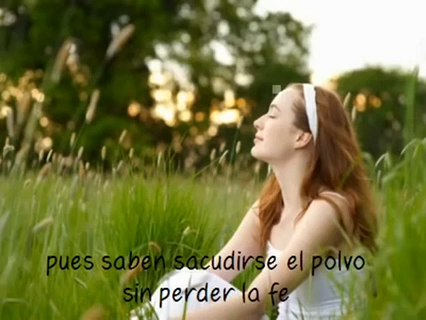 pues saben sacudirse el polvo
sin perder la fe